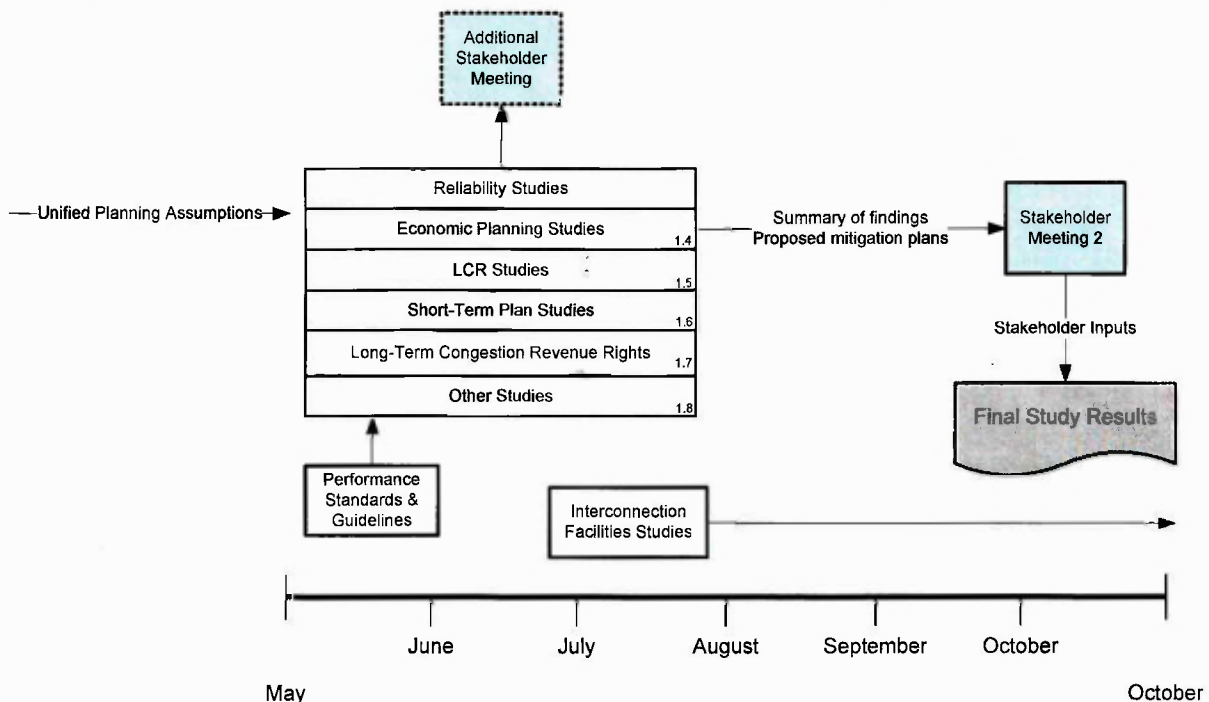 Additional
Stakeholder
Meeting
Unified Planning Assumptions
Reliability Studies
Economic Planning Studies
1.4
LCR Studies
1.5
Short-Term Plan Studies
1.6
Long-Term Congestion Revenue Rights
1.7
Other Studies
1.8
Summary of findings
Proposed mitigation plans
Stakeholder
Meeting 2
Stakeholder Inputs
Final Study Results
Performance
Standards &
Guidelines
Interconnection
Facilities Studies
June
July
August
September
October
May
October